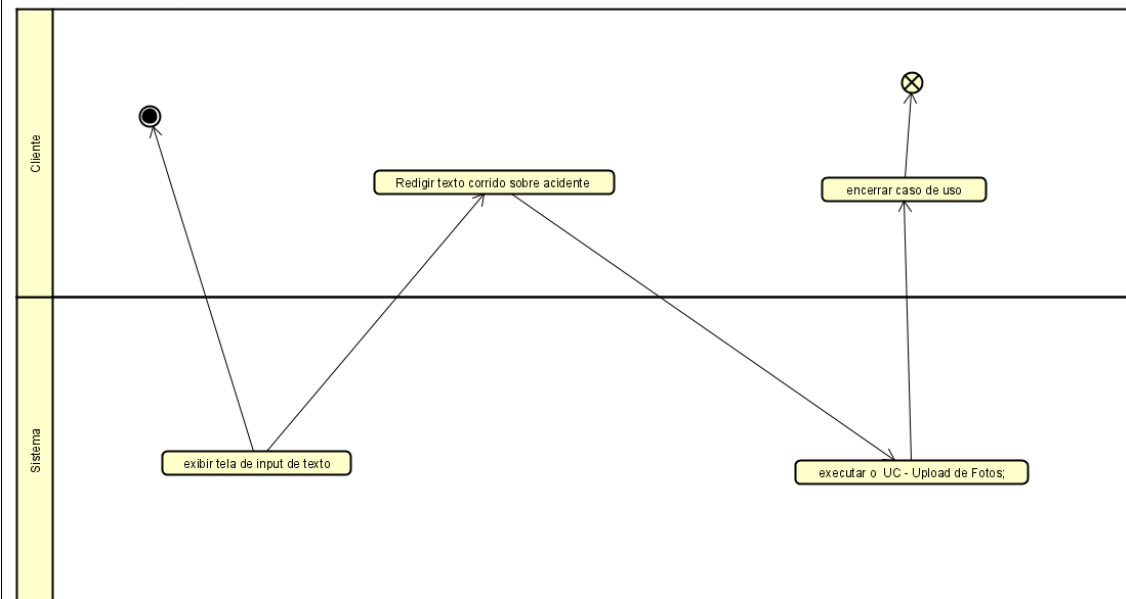 Cliente
Redigir texto corrido sobre acidente
encerrar caso de uso
Sistema
exibir tela de input de texto
executar o UC - Upload de Fotos;